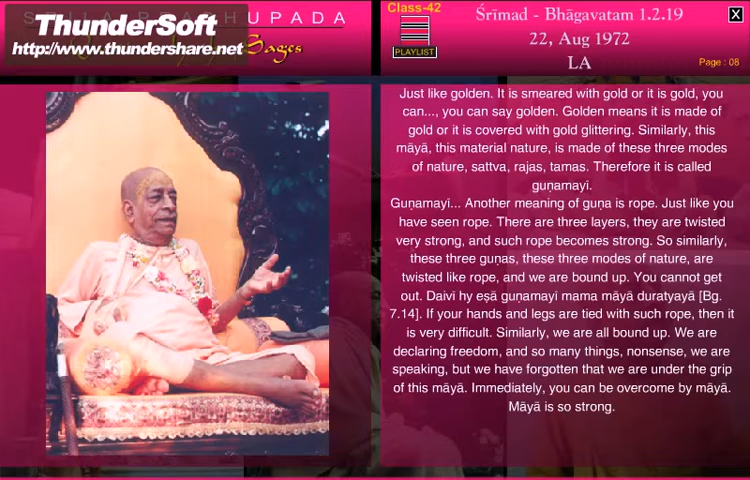 ThunderSoft
http://www.thundershare.net
UPADA
Sages
Class-42
PLAYLIST
Śrīmad - Bhāgavatam 1.2.19
22, Aug 1972
LA
X
Page : 08
Just like golden. It is smeared with gold or it is gold, you
can..., you can say golden. Golden means it is made of
gold or it is covered with gold glittering. Similarly, this
māyā, this material nature, is made of these three modes
of nature, sattva, rajas, tamas. Therefore it is called
guṇamayi.
Guṇamayi... Another meaning of guṇa is rope. Just like you
have seen rope. There are three layers, they are twisted
very strong, and such rope becomes strong. So similarly,
these three guṇas, these three modes of nature, are
twisted like rope, and we are bound up. You cannot get
out. Daivi hy eṣā guṇamayi mama māyā duratyayā [Bg.
7.14]. If your hands and legs are tied with such rope, then it
is very difficult. Similarly, we are all bound up. We are
declaring freedom, and so many things, nonsense, we are
speaking, but we have forgotten that we are under the grip
of this māyā. Immediately, you can be overcome by māyā.
Māyā is so strong.